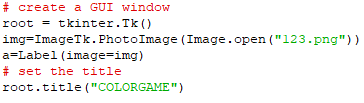 # create a GUI window
root = tkinter.Tk()
img=ImageTk.PhotoImage(Image.open("123.png"))
a=Label(image=img)
# set the title
root.title("COLORGAME")